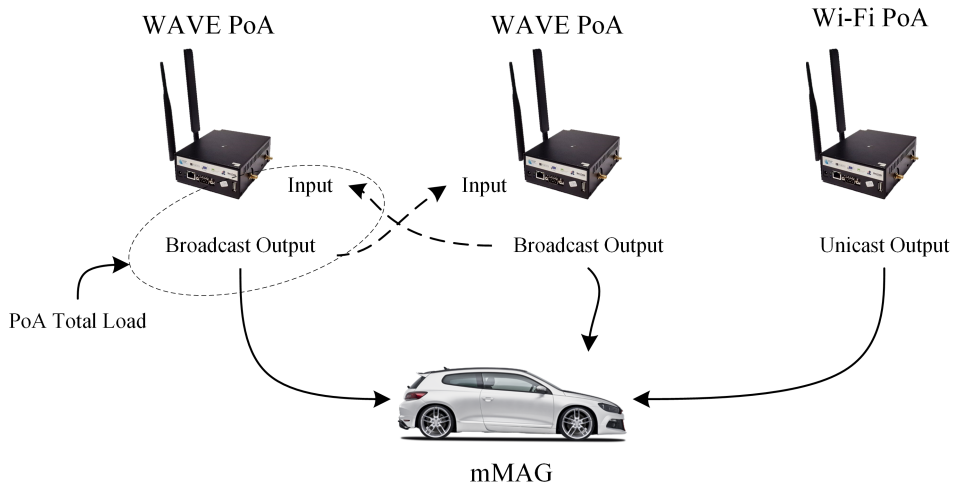 WAVE PoA
WAVE PoA
Wi-Fi PoA
Input
Input
Broadcast Output
Broadcast Output
Unicast Output
PoA Total Load
mMAG